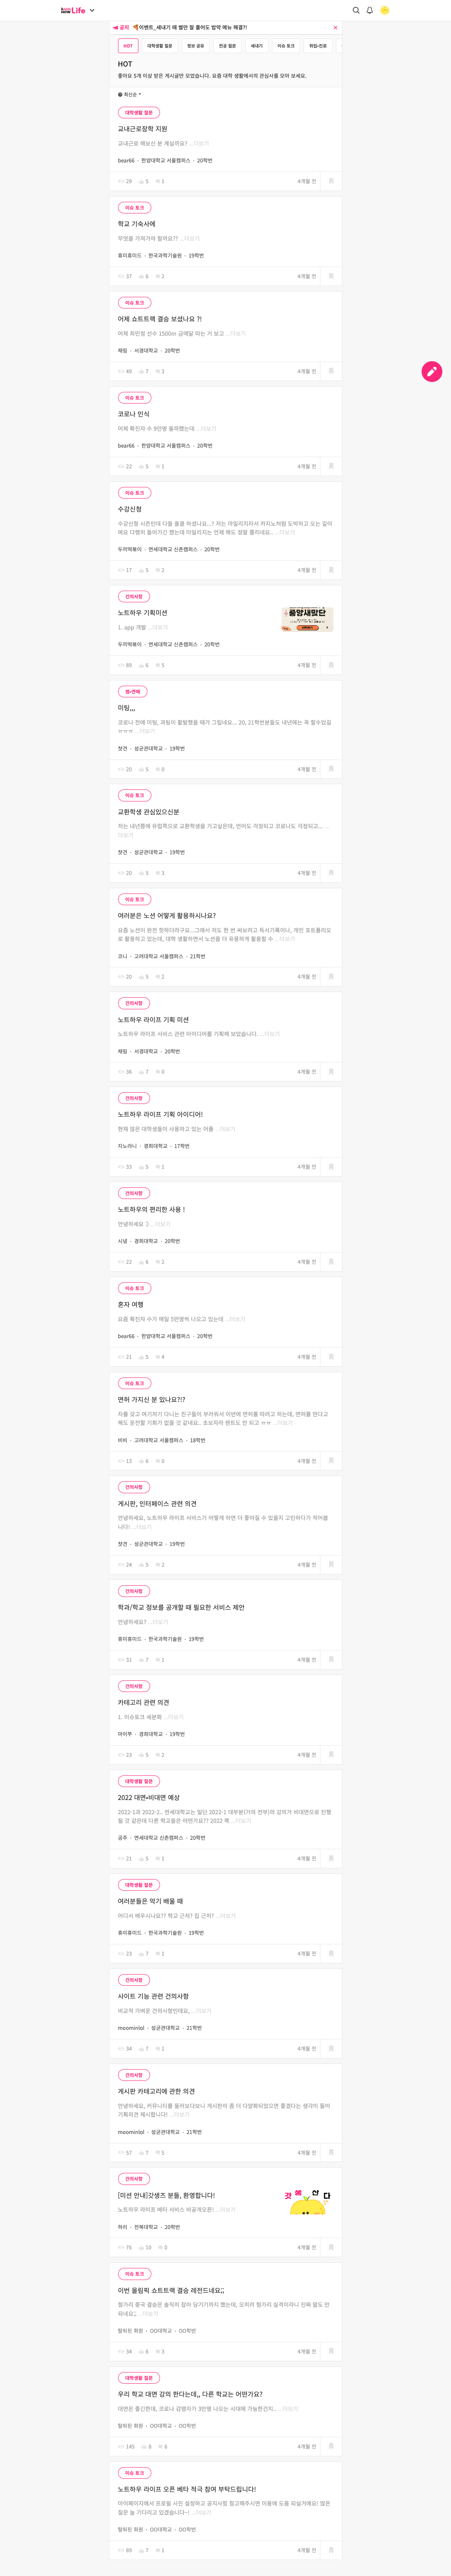 KNOW HOW Life
공지 이벤트_새내기 때 별만 잘 풀어도 밥약 메뉴 해결?!
HOT 대학생활 질문 정보 공유 전공 질문 새내기 이슈 토크 취업•진로
HOT
좋아요 5개 이상 받은 게시글만 모았습니다. 요즘 대학 생활에서의 관심사를 모아 보세요.
최신순
대학생활 질문
교내근로장학 지원
교내근로 해보신 분 계실까요? ...더보기
bear66 • 한양대학교 서울캠퍼스 • 20학번
29 5 1 4개월 전
이슈 토크
학교 기숙사에
무엇을 가져가야 할까요?? ...더보기
휴미휴미드 • 한국과학기술원 • 19학번
37 6 2 4개월 전
이슈 토크
어제 쇼트트랙 결승 보셨나요 ?!
어제 최민정 선수 1500m 금메달 따는 거 보고 ...더보기
채림 • 서경대학교 • 20학번
49 7 3 4개월 전
이슈 토크
코로나 인식
어제 확진자 수 9만명 돌파했는데 ...더보기
bear66 • 한양대학교 서울캠퍼스 • 20학번
22 5 1 4개월 전
이슈 토크
수강신청
수강신청 시즌인데 다들 올클 하셨나요...? 저는 마일리지라서 카지노처럼 도박하고 오는 길이
에요 다행히 들어가긴 했는데 마일리지는 언제 해도 정말 쫄리네요.. ...더보기
두끼떡볶이 • 연세대학교 신촌캠퍼스 • 20학번
17 5 2 4개월 전
건의사항
노트하우 기획미션
1. app 개발 ...더보기
두끼떡볶이 • 연세대학교 신촌캠퍼스 • 20학번
89 6 5 4개월 전
썸•연애
미팅,,,
코로나 전에 미팅, 과팅이 활발했을 때가 그립네요... 20, 21학번분들도 내년에는 꼭 할수있길
ㅠㅠㅠ ...더보기
챗건 • 성균관대학교 • 19학번
20 5 0 4개월 전
이슈 토크
교환학생 관심있으신분
저는 내년쯤에 유럽쪽으로 교환학생을 가고싶은데, 언어도 걱정되고 코로나도 걱정되고... ...
더보기
챗건 • 성균관대학교 • 19학번
20 5 3 4개월 전
이슈 토크
여러분은 노션 어떻게 활용하시나요?
요즘 노션이 완전 핫하더라구요...그래서 저도 한 번 써보려고 독서기록이나, 개인 포트폴리오
로 활용하고 있는데, 대학 생활하면서 노션을 더 유용하게 활용할 수 ...더보기
코니 • 고려대학교 서울캠퍼스 • 21학번
20 5 2 4개월 전
건의사항
노트하우 라이프 기획 미션
노트하우 라이프 서비스 관련 아이디어를 기획해 보았습니다. ...더보기
채림 • 서경대학교 • 20학번
36 7 0 4개월 전
건의사항
노트하우 라이프 기획 아이디어!
현재 많은 대학생들이 사용하고 있는 어플 ...더보기
지노라니 • 경희대학교 • 17학번
33 5 1 4개월 전
건의사항
노트하우의 편리한 사용 !
안녕하세요 :) ...더보기
시념 • 경희대학교 • 20학번
22 6 2 4개월 전
이슈 토크
혼자 여행
요즘 확진자 수가 매일 10만명씩 나오고 있는데 ...더보기
bear66 • 한양대학교 서울캠퍼스 • 20학번
21 5 4 4개월 전
이슈 토크
면허 가지신 분 있나요?!?
차를 갖고 여기저기 다니는 친구들이 부러워서 이번에 면허를 따려고 하는데, 면허를 딴다고
해도 운전할 기회가 없을 것 같네요.. 초보자라 렌트도 안 되고 ㅠㅠ ...더보기
비비 • 고려대학교 서울캠퍼스 • 18학번
13 6 0 4개월 전
건의사항
게시판, 인터페이스 관련 의견
안녕하세요, 노트하우 라이프 서비스가 어떻게 하면 더 좋아질 수 있을지 고민하다가 적어봅
니다! ...더보기
챗건 • 성균관대학교 • 19학번
24 5 2 4개월 전
건의사항
학과/학교 정보를 공개할 때 필요한 서비스 제안
안녕하세요? ...더보기
휴미휴미드 • 한국과학기술원 • 19학번
31 7 1 4개월 전
건의사항
카테고리 관련 의견
1. 이슈토크 세분화 ...더보기
마이쭈 • 경희대학교 • 19학번
23 5 2 4개월 전
대학생활 질문
2022 대면•비대면 예상
2022-1과 2022-2.. 연세대학교는 일단 2022-1 대부분(거의 전부)의 강의가 비대면으로 진행
될 것 같은데 다른 학교들은 어떤가요?? 2022 쪽 ...더보기
공주 • 연세대학교 신촌캠퍼스 • 20학번
21 5 1 4개월 전
대학생활 질문
여러분들은 악기 배울 때
어디서 배우시나요?? 학교 근처? 집 근처? ...더보기
휴미휴미드 • 한국과학기술원 • 19학번
23 7 1 4개월 전
건의사항
사이트 기능 관련 건의사항
비교적 가벼운 건의사항인데요, ...더보기
moominlol • 성균관대학교 • 21학번
34 7 2 4개월 전
건의사항
게시판 카테고리에 관한 의견
안녕하세요, 커뮤니티를 둘러보다보니 게시판이 좀 더 다양화되었으면 좋겠다는 생각이 들어
기획의견 제시합니다! ...더보기
moominlol • 성균관대학교 • 21학번
57 7 5 4개월 전
건의사항
[미션 안내]갓생즈 분들, 환영합니다!
갓 생 산 다
노트하우 라이프 베타 서비스 비공개오픈! ...더보기
하리 • 전북대학교 • 20학번
76 10 0 4개월 전
이슈 토크
이번 올림픽 쇼트트랙 결승 레전드네요;;
헝가리 중국 결승은 솔직히 잡아 당기기까지 했는데, 오히려 헝가리 실격이라니 진짜 말도 안
되네요;; ...더보기
탈퇴된 회원 • OO대학교 • OO학번
34 6 3 4개월 전
대학생활 질문
우리 학교 대면 강의 한다는데,, 다른 학교는 어떤가요?
대면은 좋긴한데, 코로나 감염자가 3만명 나오는 시대에 가능한건지.. ...더보기
탈퇴된 회원 • OO대학교 • OO학번
145 8 6 4개월 전
이슈 토크
노트하우 라이프 오픈 베타 적극 참여 부탁드립니다!
마이페이지에서 프로필 사진 설정하고 공지사항 참고해주시면 이용에 도움 되실거예요! 많은
질문 늘 기다리고 있겠습니다~! ...더보기
탈퇴된 회원 • OO대학교 • OO학번
80 7 1 4개월 전